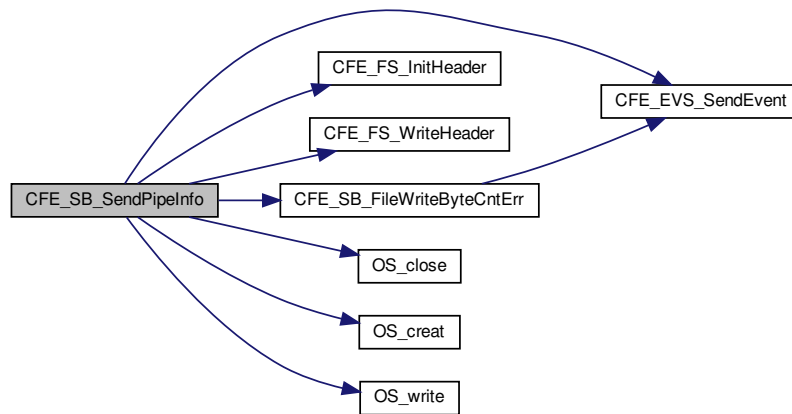 CFE_SB_SendPipeInfo
CFE_FS_InitHeader
CFE_FS_WriteHeader
CFE_SB_FileWriteByteCntErr
OS_close
OS_creat
OS_write
CFE_EVS_SendEvent